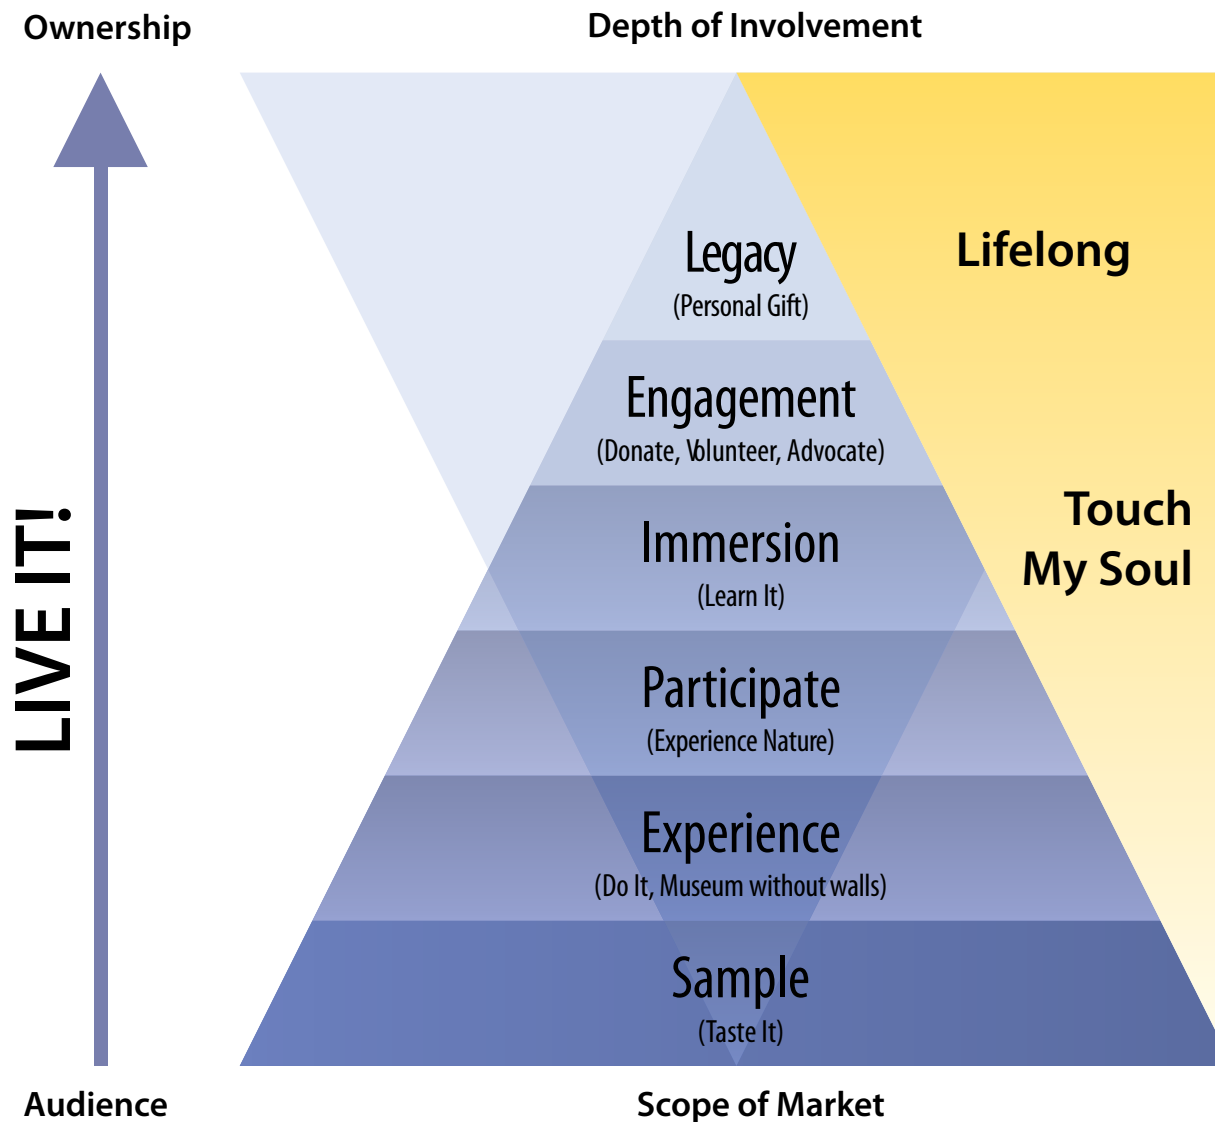 Ownership
Depth of Involvement
Legacy
(Personal Gift)
Lifelong
Engagement
(Donate, Volunteer, Advocate)
Touch
My Soul
Immersion
(Learn It)
LIVE IT!
Participate
(Experience Nature)
Experience
(Do It, Museum without walls)
Sample
(Taste It)
Audience
Scope of Market